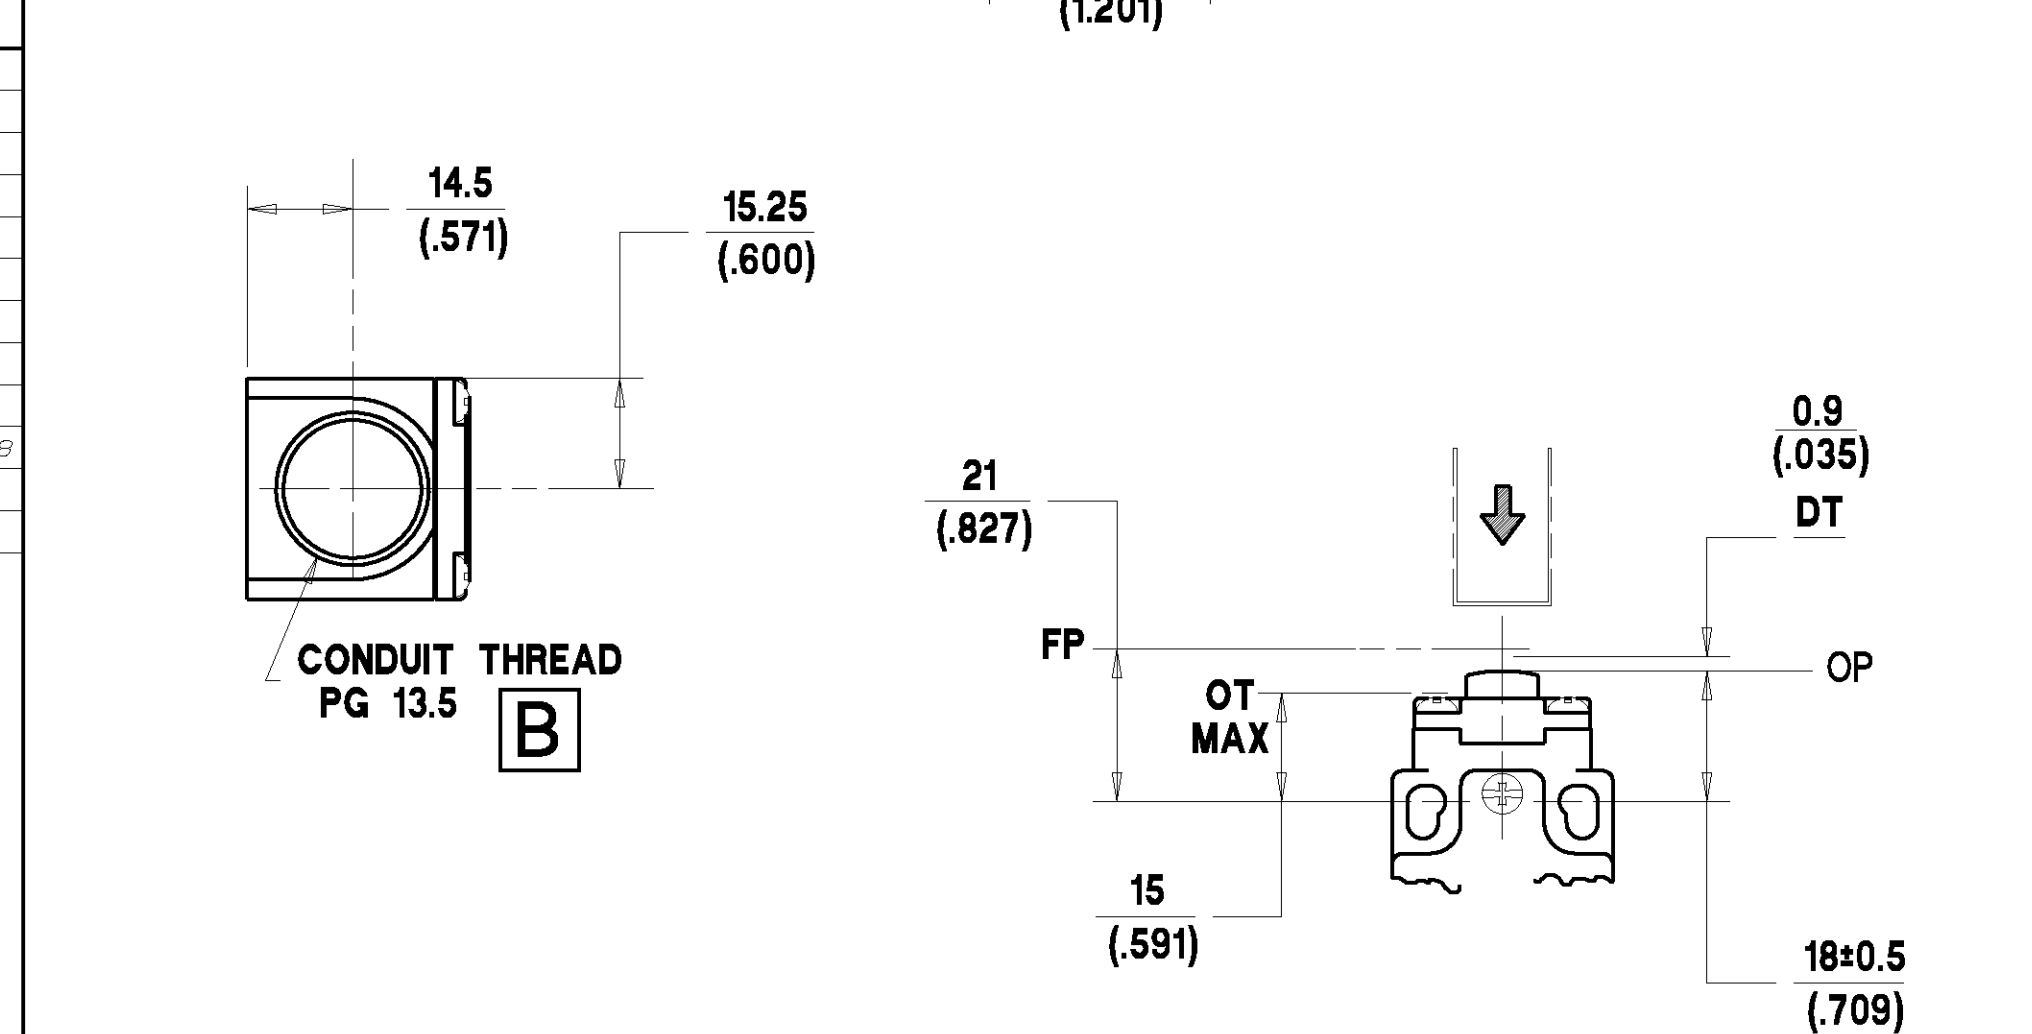 (1.201)
14.5
(.571)
15.25
(.600)
CONDUIT THREAD
PG 13.5
B
8
0.9
(.035)
DT
21
(.827)
FP
OP
OT
MAX
15
(.591)
18±0.5
(.709)